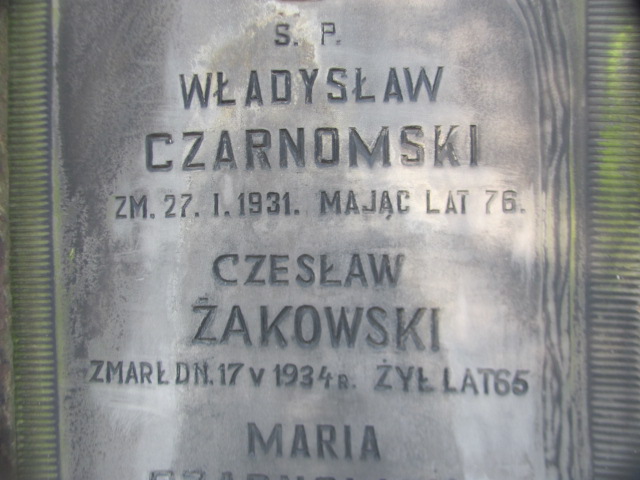 S. P.
WŁADYSŁAW
CZARNOMSKI
ZM. 27. I. 1931. MAJĄC LAT 76.
CZESŁAW
ŻAKOWSKI
ZMARŁ DN. 17 V 1934 R. ŻYŁ LAT 65
MARIA